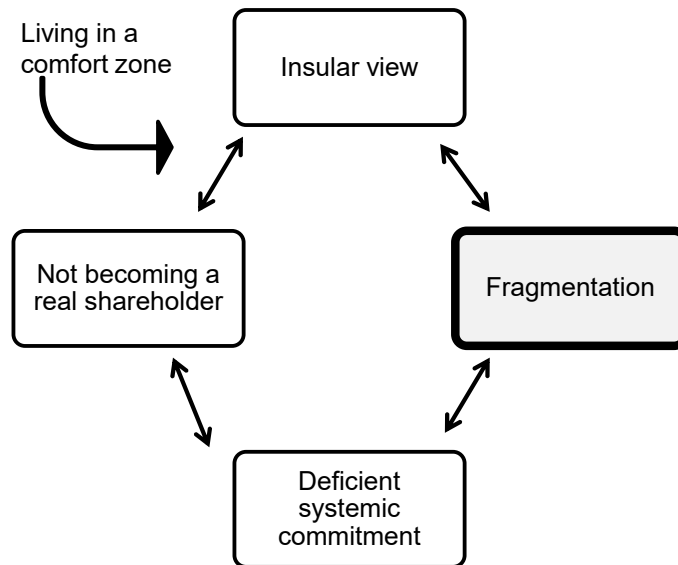 Living in a
comfort zone
Insular view
Not becoming a
real shareholder
Fragmentation
Deficient
systemic
commitment